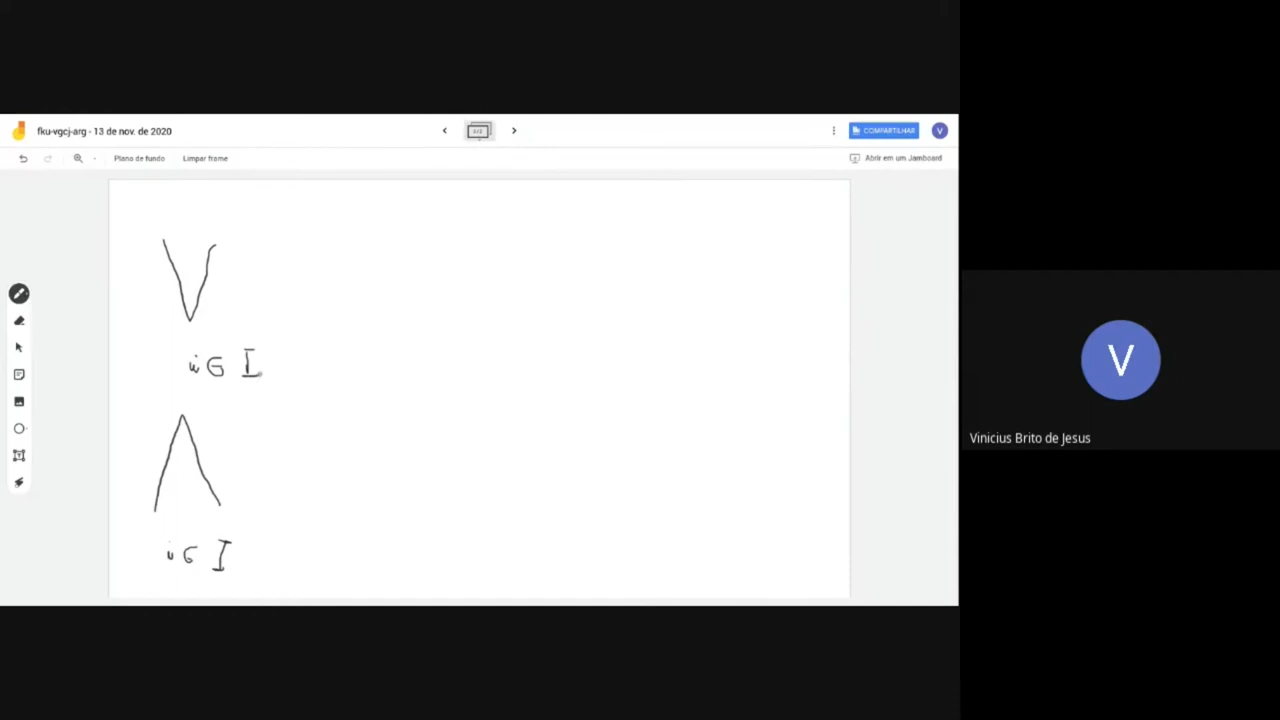 fku-vgcj-arg - 13 de nov. de 2020
COMPARTILHAR
V
Plano de fundo
Limpar frame
Abrir em um Jamboard
⋁
i ∈ I
⋀
i ∈ I
V
Vinicius Brito de Jesus